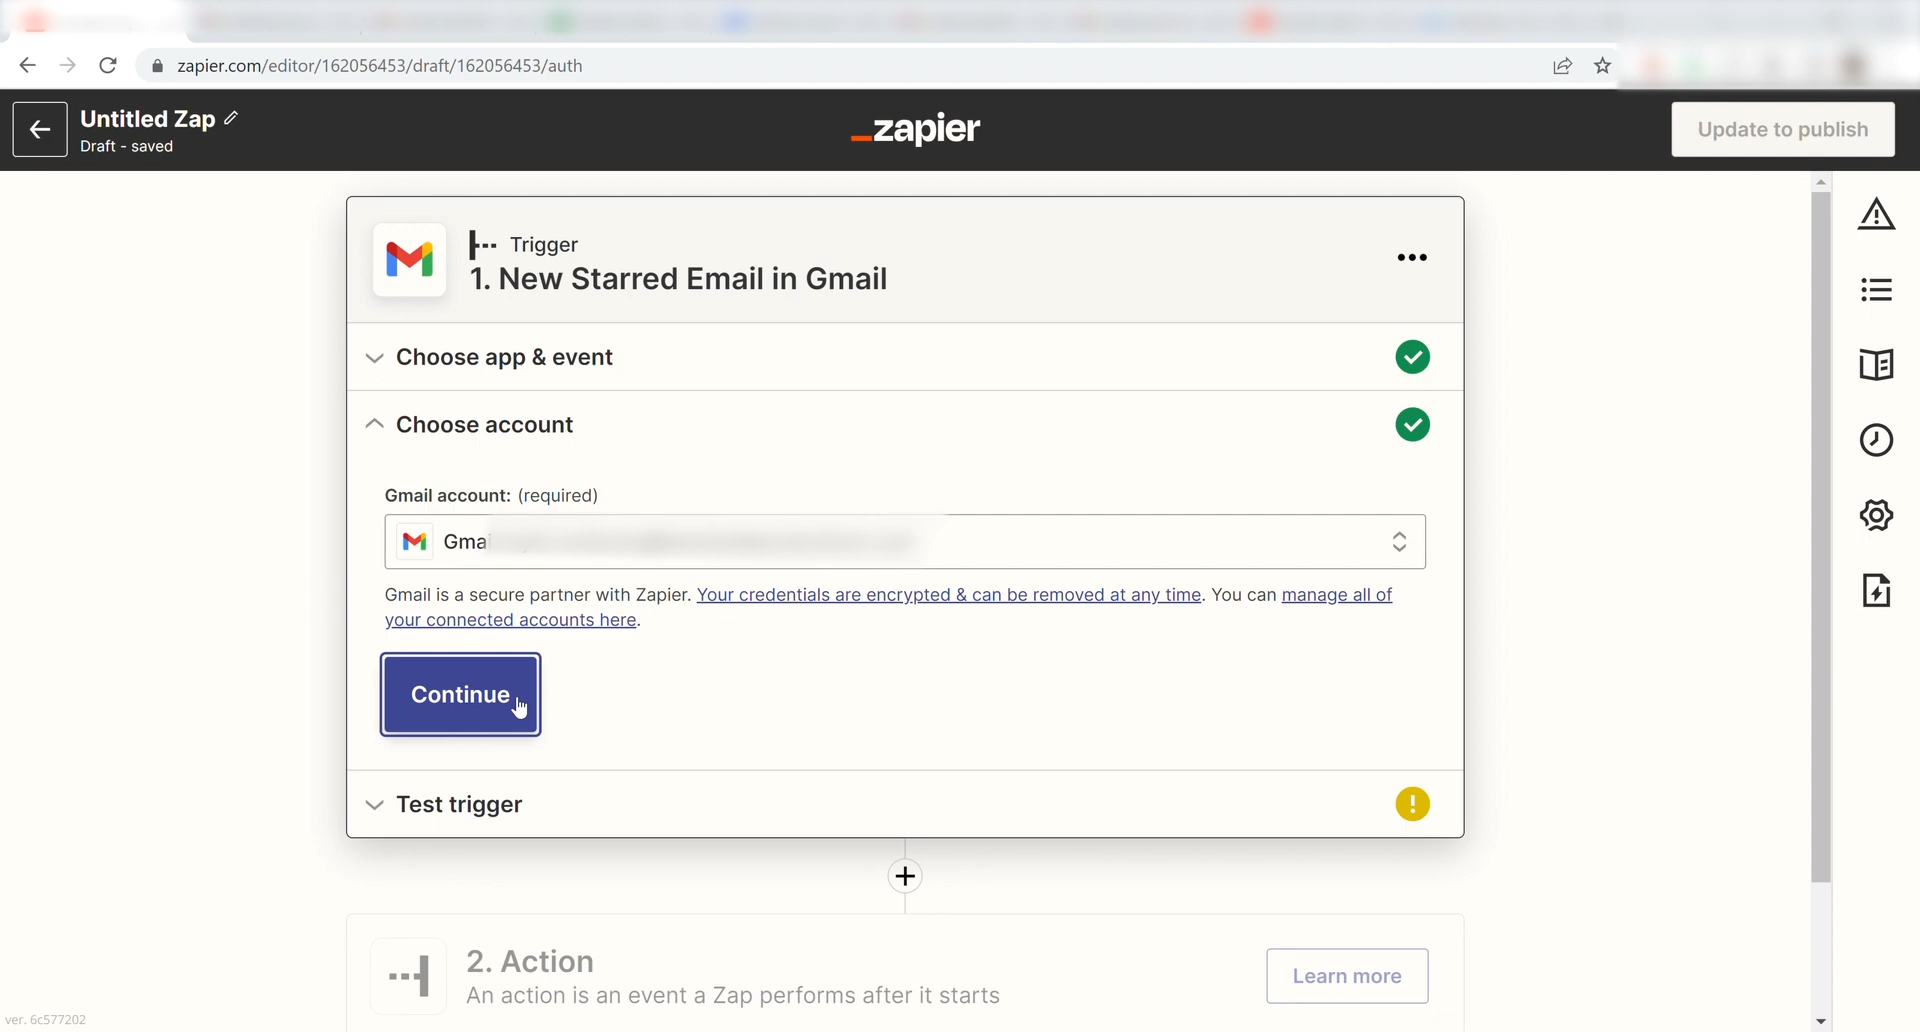 zapier.com/editor/162056453/draft/162056453/auth
Untitled Zap
Draft - saved
_zapier
Update to publish
Trigger
1. New Starred Email in Gmail
Choose app & event
Choose account
Gmail account: (required)
Gmai
Gmail is a secure partner with Zapier. Your credentials are encrypted & can be removed at any time. You can manage all of
your connected accounts here.
Continue
Test trigger
2. Action
An action is an event a Zap performs after it starts
Learn more
ver. 6c577202